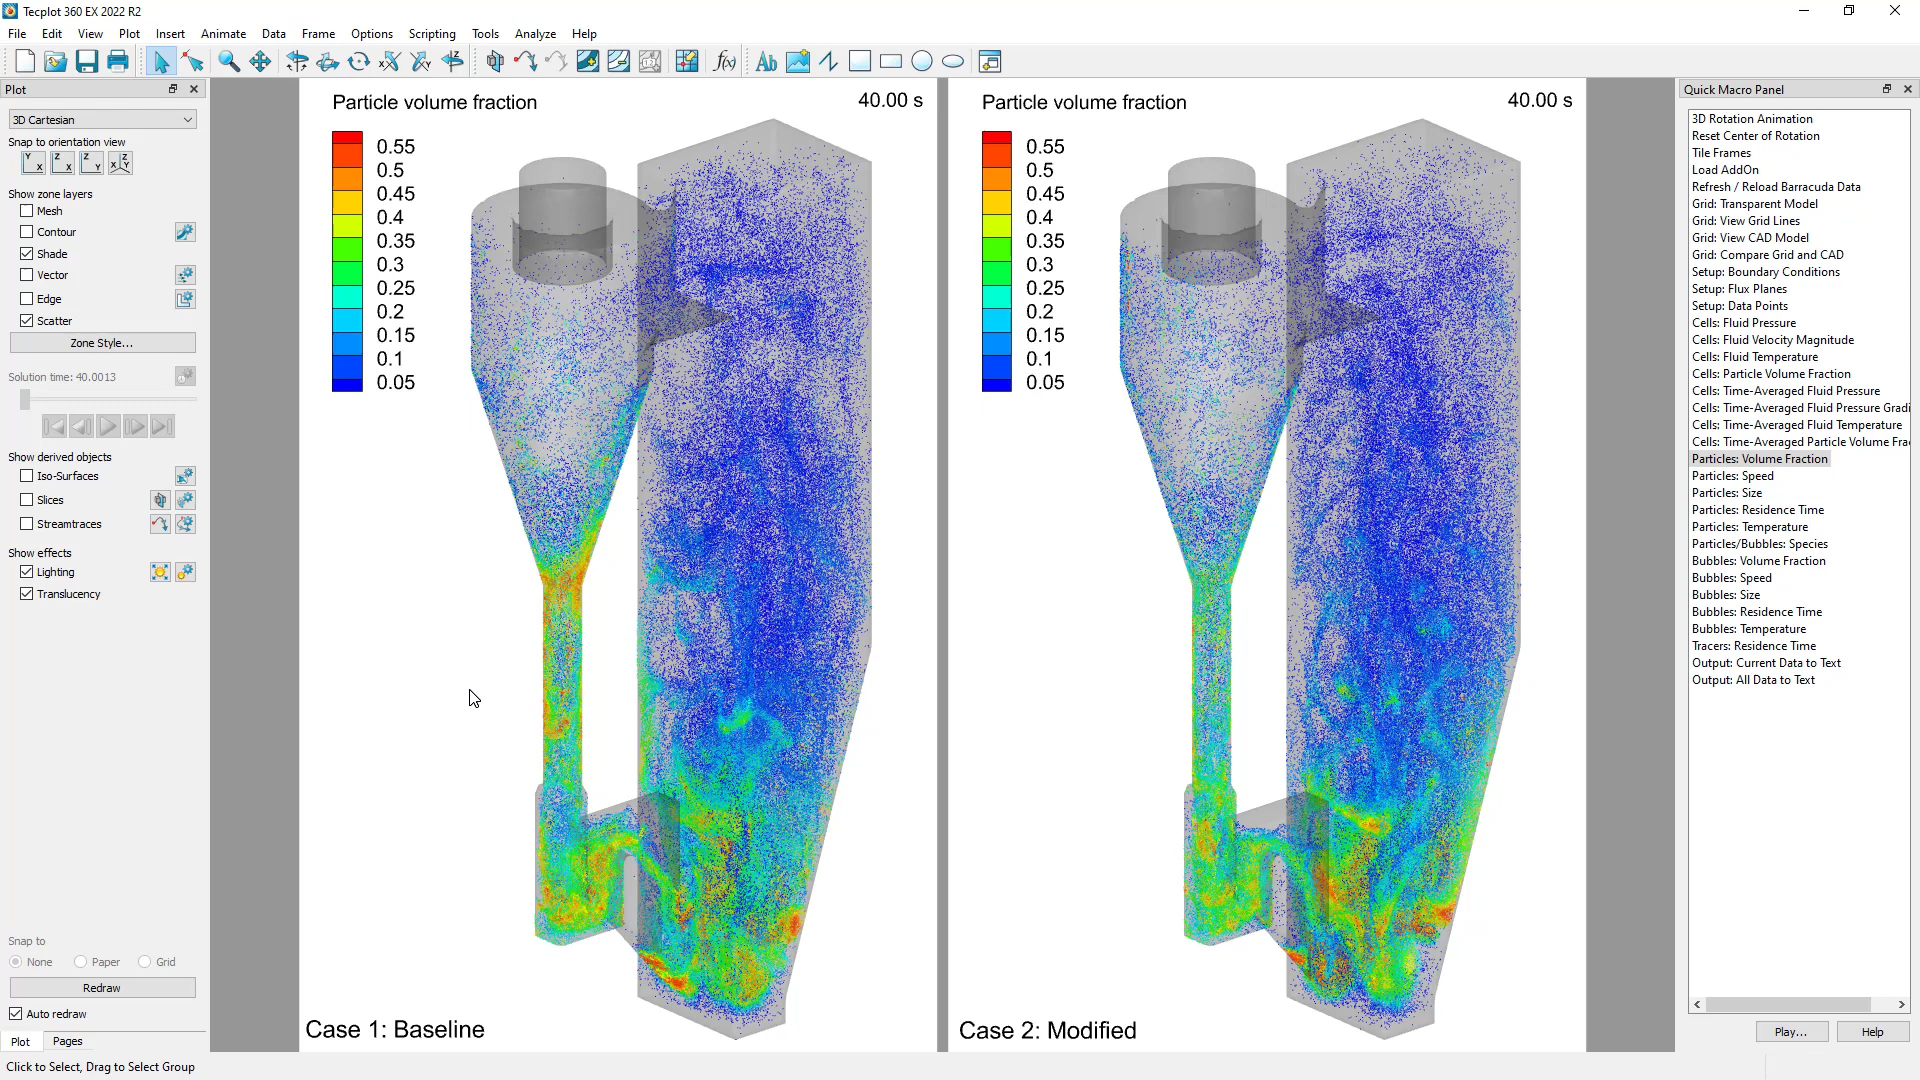 Tecplot 360 EX 2022 R2
File Edit View Plot Insert Animate Data Frame Options Scripting Tools Analyze Help
Plot
3D Cartesian
Snap to orientation view
Show zone layers
Mesh
Contour
Shade
Vector
Edge
Scatter
Zone Style...
Solution time: 40.0013
Show derived objects
Iso-Surfaces
Slices
Streamtraces
Show effects
Lighting
Translucency
Snap to
None Paper Grid
Redraw
Auto redraw
Plot Pages
Click to Select, Drag to Select Group
Particle volume fraction 40.00 s
0.55
0.5
0.45
0.4
0.35
0.3
0.25
0.2
0.15
0.1
0.05
Case 1: Baseline
Particle volume fraction 40.00 s
0.55
0.5
0.45
0.4
0.35
0.3
0.25
0.2
0.15
0.1
0.05
Case 2: Modified
Quick Macro Panel
3D Rotation Animation
Reset Center of Rotation
Tile Frames
Load AddOn
Refresh / Reload Barracuda Data
Grid: Transparent Model
Grid: View Grid Lines
Grid: View CAD Model
Grid: Compare Grid and CAD
Setup: Boundary Conditions
Setup: Flux Planes
Setup: Data Points
Cells: Fluid Pressure
Cells: Fluid Velocity Magnitude
Cells: Fluid Temperature
Cells: Particle Volume Fraction
Cells: Time-Averaged Fluid Pressure
Cells: Time-Averaged Fluid Pressure Gradi
Cells: Time-Averaged Fluid Temperature
Cells: Time-Averaged Particle Volume Fra
Particles: Volume Fraction
Particles: Speed
Particles: Size
Particles: Residence Time
Particles: Temperature
Particles/Bubbles: Species
Bubbles: Volume Fraction
Bubbles: Speed
Bubbles: Size
Bubbles: Residence Time
Bubbles: Temperature
Tracers: Residence Time
Output: Current Data to Text
Output: All Data to Text
Play... Help